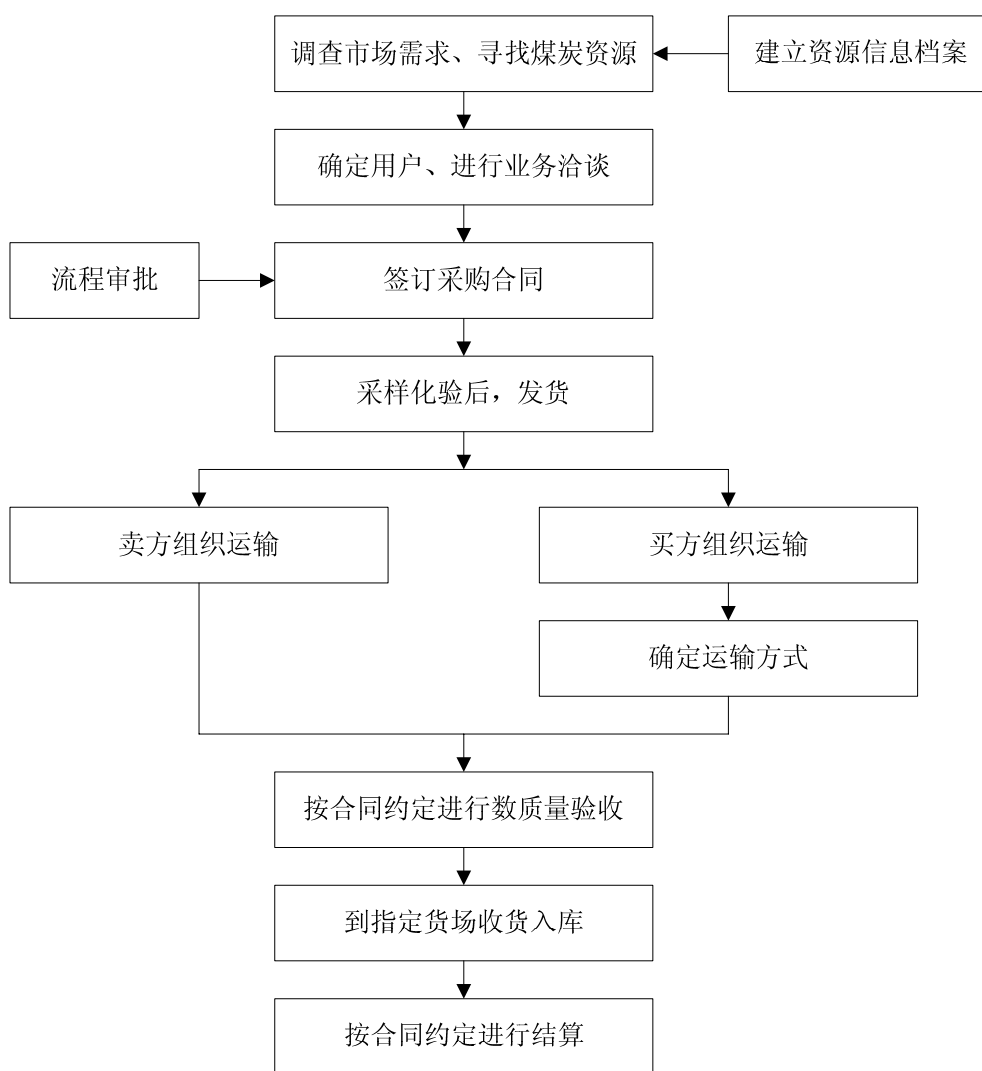 调查市场需求、寻找煤炭资源
建立资源信息档案
确定用户、进行业务洽谈
流程审批
签订采购合同
采样化验后，发货
卖方组织运输
买方组织运输
确定运输方式
按合同约定进行数质量验收
到指定货场收货入库
按合同约定进行结算